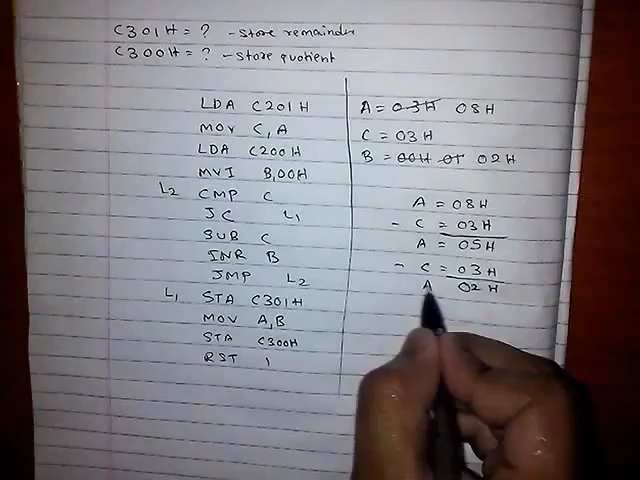 C301H = ? - store remainder
C300H = ? - store quotient
LDA C201H
MOV C,A
LDA C200H
MVI B,00H
L2 CMP C
JC L1
SUB C
INR B
JMP L2
L1 STA C301H
MOV A,B
STA C300H
RST 1
A = 03H 08H
C = 03H
B = 00H 01 02H
A = 08H
- C = 03H
A = 05H
- C = 03H
A 02H